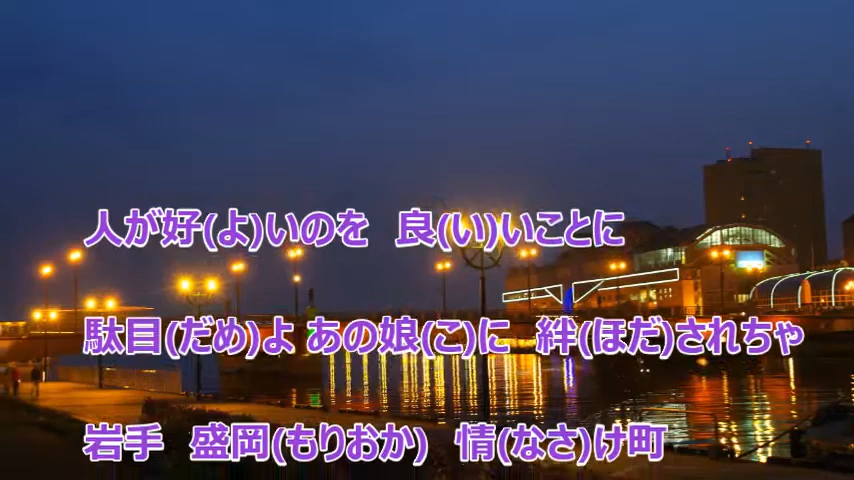 人が好(よ)いのを　良(い)いことに
駄目(だめ)よ あの娘(こ)に　絆(ほだ)されちゃ
岩手　盛岡(もりおか)　情(なさ)け町